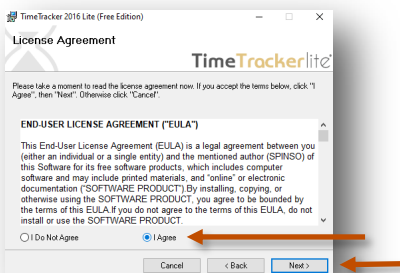 TimeTracker 2016 Lite (Free Edition)
License Agreement
TimeTrackerlite
Please take a moment to read the license agreement now. If you accept the terms below, click "I
Agree", then "Next". Otherwise click "Cancel".
END-USER LICENSE AGREEMENT ("EULA")
This End-User License Agreement (EULA) is a legal agreement between you
(either an individual or a single entity) and the mentioned author (SPINSO) of
this Software for its free software products, which includes computer
software and may include printed materials, and "online" or electronic
documentation ("SOFTWARE PRODUCT").By installing, copying, or
otherwise using the SOFTWARE PRODUCT, you agree to be bounded by
the terms of this EULA.If you do not agree to the terms of this EULA, do not
install or use the SOFTWARE PRODUCT.
I Do Not Agree I Agree
Cancel < Back Next >